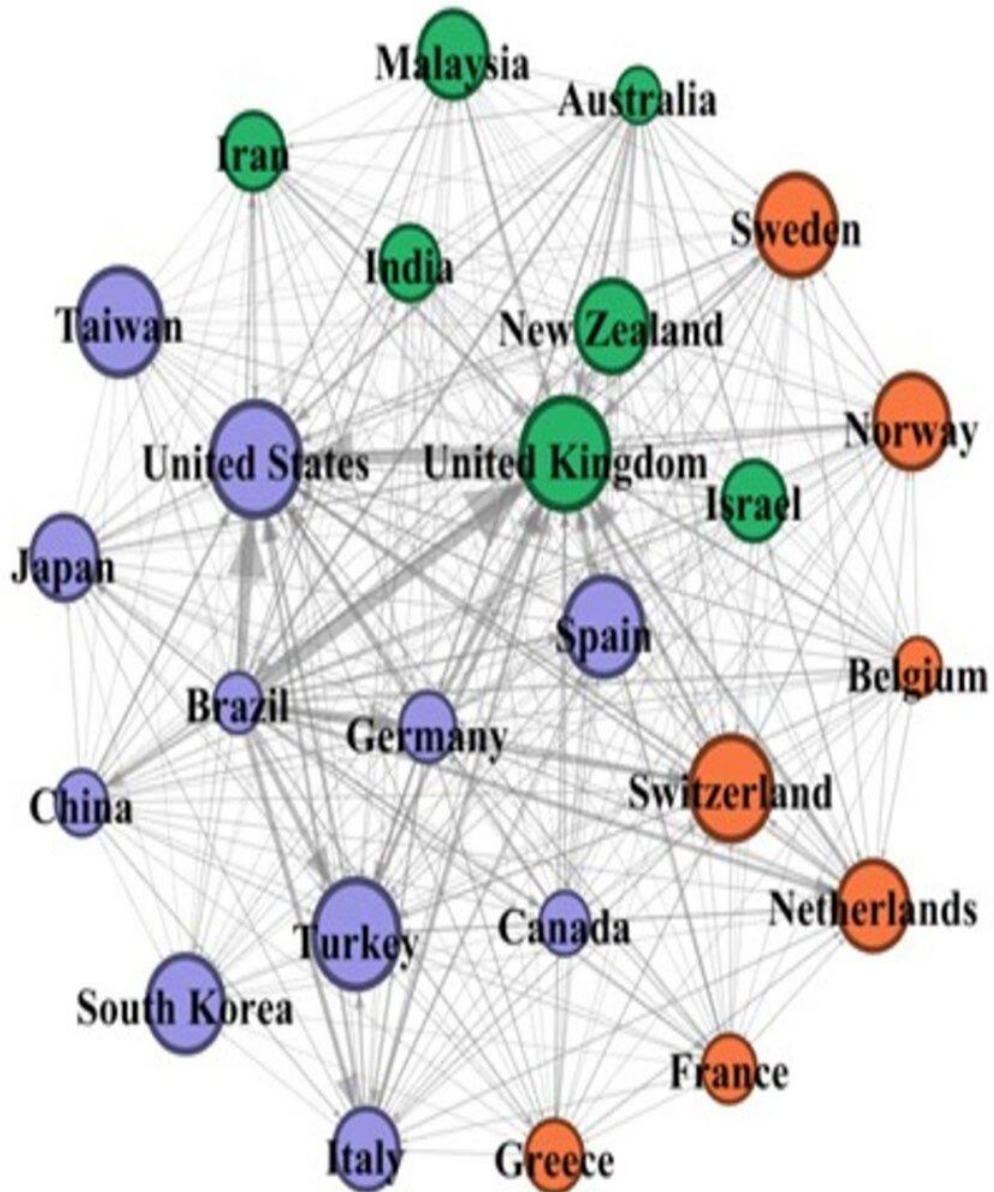 Malaysia
Australia
Iran
Sweden
India
Taiwan
New Zealand
Norway
United States
United Kingdom
Israel
Japan
Spain
Belgium
Brazil
Germany
Switzerland
China
Netherlands
Canada
Turkey
South Korea
France
Italy
Greece